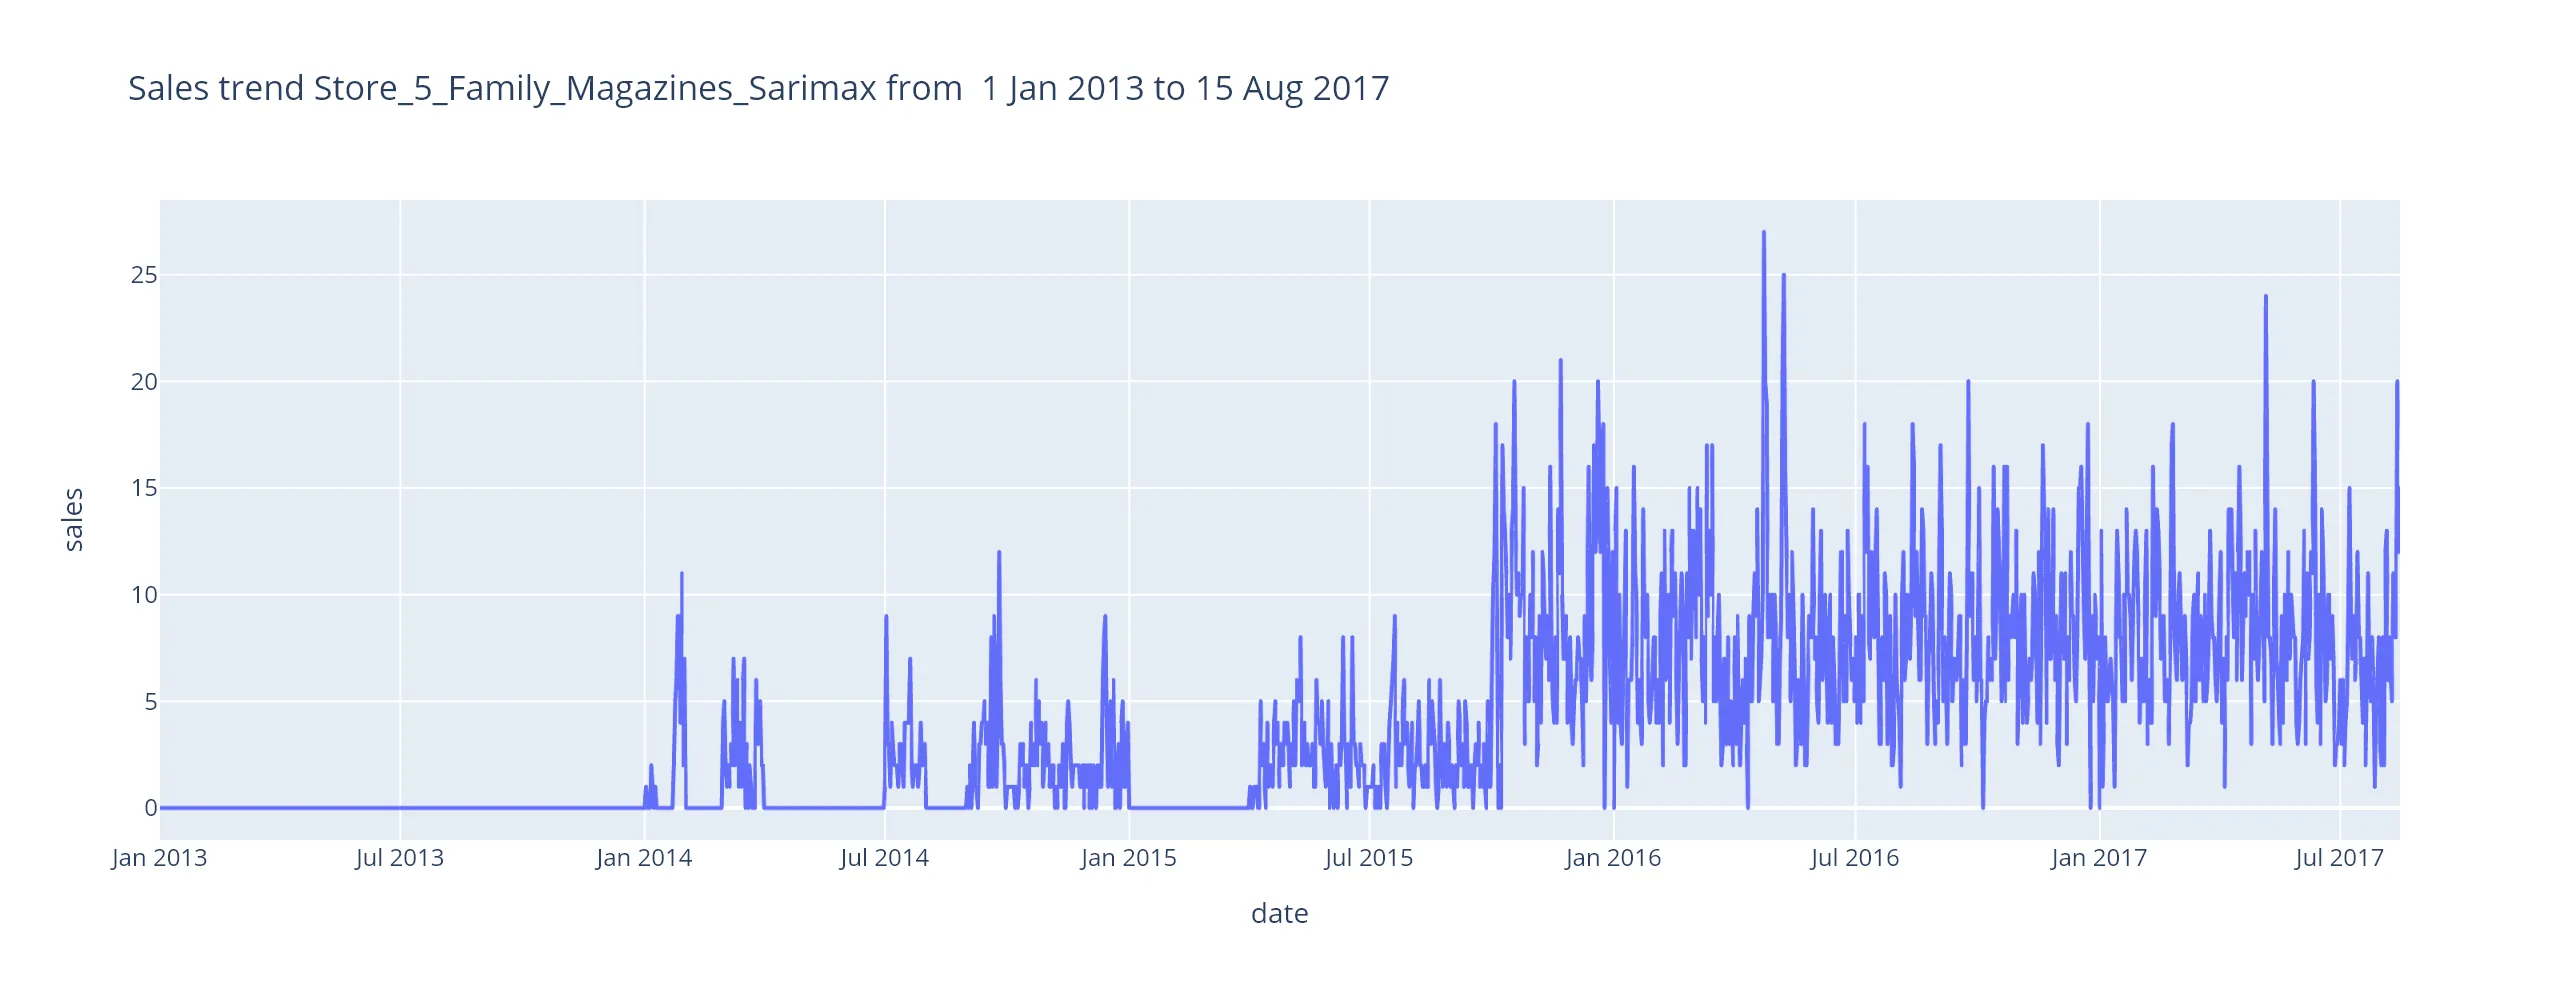 Sales trend Store_5_Family_Magazines_Sarimax from  1 Jan 2013 to 15 Aug 2017
25
20
15
10
5
0
sales
Jan 2013 Jul 2013 Jan 2014 Jul 2014 Jan 2015 Jul 2015 Jan 2016 Jul 2016 Jan 2017 Jul 2017
date